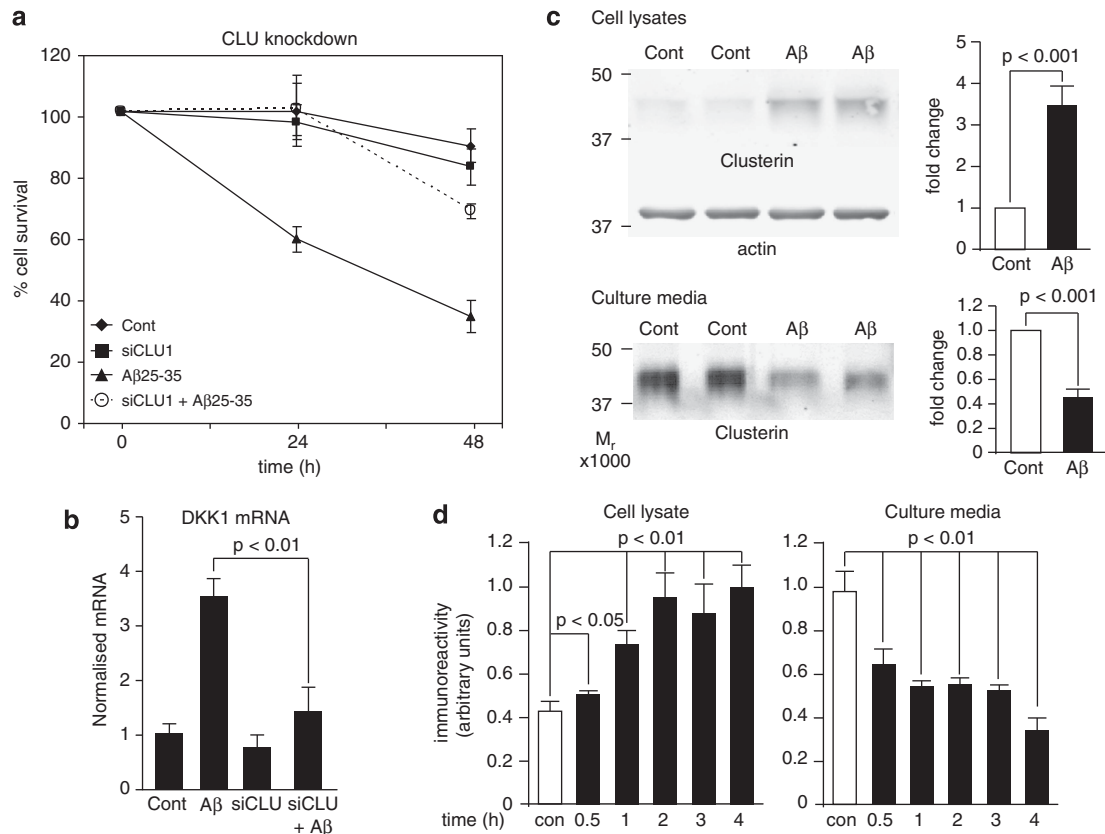 a
CLU knockdown
120
100
80
60
40
20
0
% cell survival
Cont
siCLU1
Aβ25-35
siCLU1 + Aβ25-35
0 24 48
time (h)
b
DKK1 mRNA
5
4
3
2
1
0
Normalised mRNA
p < 0.01
Cont Aβ siCLU siCLU
+ Aβ
c Cell lysates
Cont Cont Aβ Aβ
50
37
Clusterin
37
actin
5
4
3
2
1
0
fold change
p < 0.001
Cont Aβ
Culture media
Cont Cont Aβ Aβ
50
37
Mr
x1000
Clusterin
1.2
1.0
0.8
0.6
0.4
0.2
0
fold change
p < 0.001
Cont Aβ
d
Cell lysate
1.2
1.0
0.8
0.6
0.4
0.2
0
immunoreactivity
(arbitrary units)
p < 0.01
p < 0.05
time (h) con 0.5 1 2 3 4
Culture media
1.2
1.0
0.8
0.6
0.4
0.2
0
p < 0.01
con 0.5 1 2 3 4